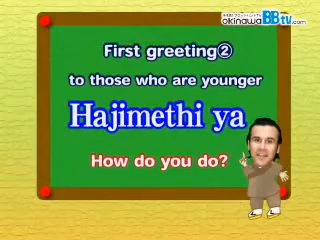 okinawaBBtv.com
First greeting②
to those who are younger
Hajimethi ya
How do you do?